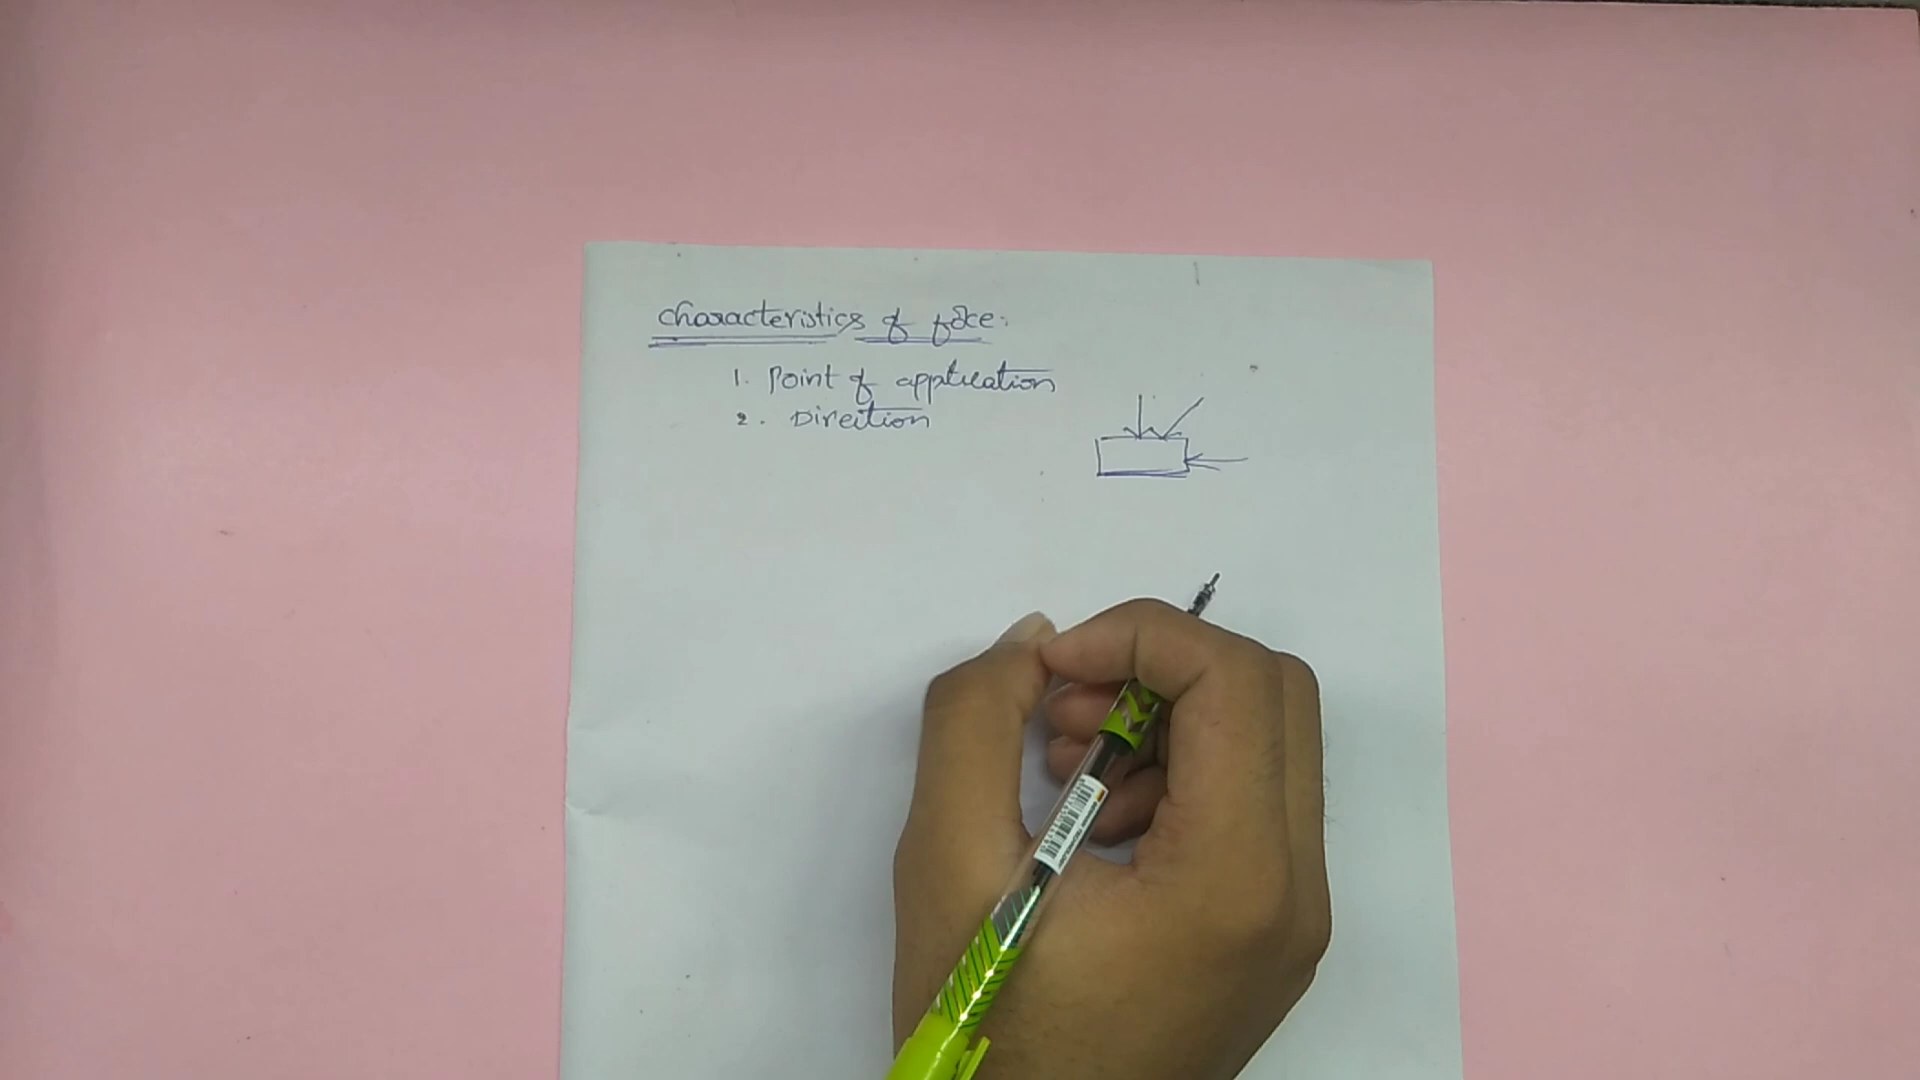 characteristics of force:
1. Point of application
2. Direction